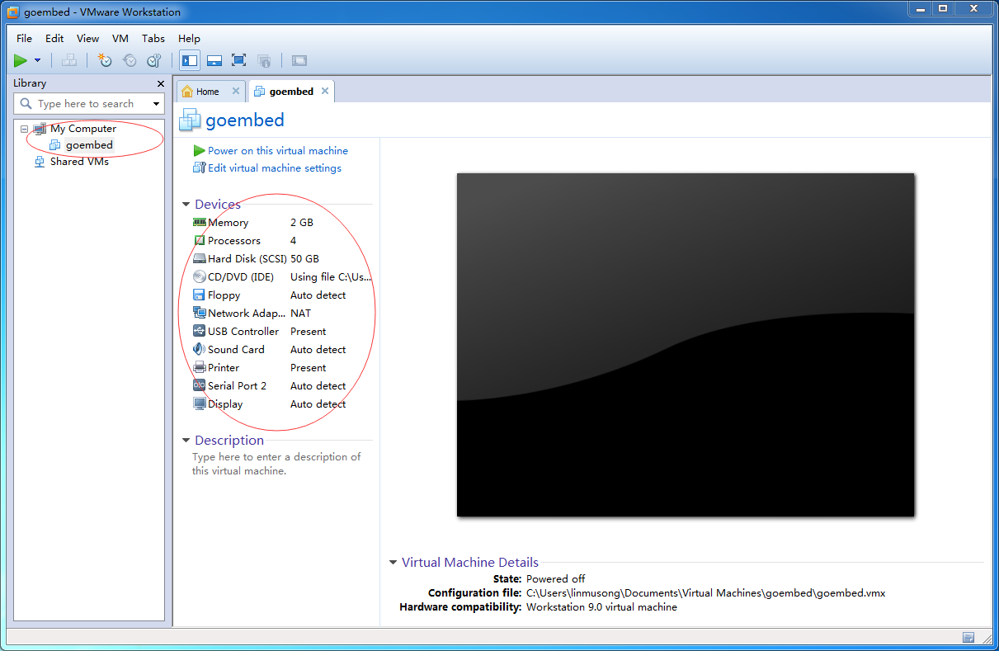 goembed - VMware Workstation
File Edit View VM Tabs Help
Library
Type here to search
My Computer
goembed
Shared VMs
Home
goembed
goembed
Power on this virtual machine
Edit virtual machine settings
Devices
Memory 2 GB
Processors 4
Hard Disk (SCSI) 50 GB
CD/DVD (IDE) Using file C:\Us...
Floppy Auto detect
Network Adap... NAT
USB Controller Present
Sound Card Auto detect
Printer Present
Serial Port 2 Auto detect
Display Auto detect
Description
Type here to enter a description of
this virtual machine.
Virtual Machine Details
State: Powered off
Configuration file: C:\Users\linmusong\Documents\Virtual Machines\goembed\goembed.vmx
Hardware compatibility: Workstation 9.0 virtual machine